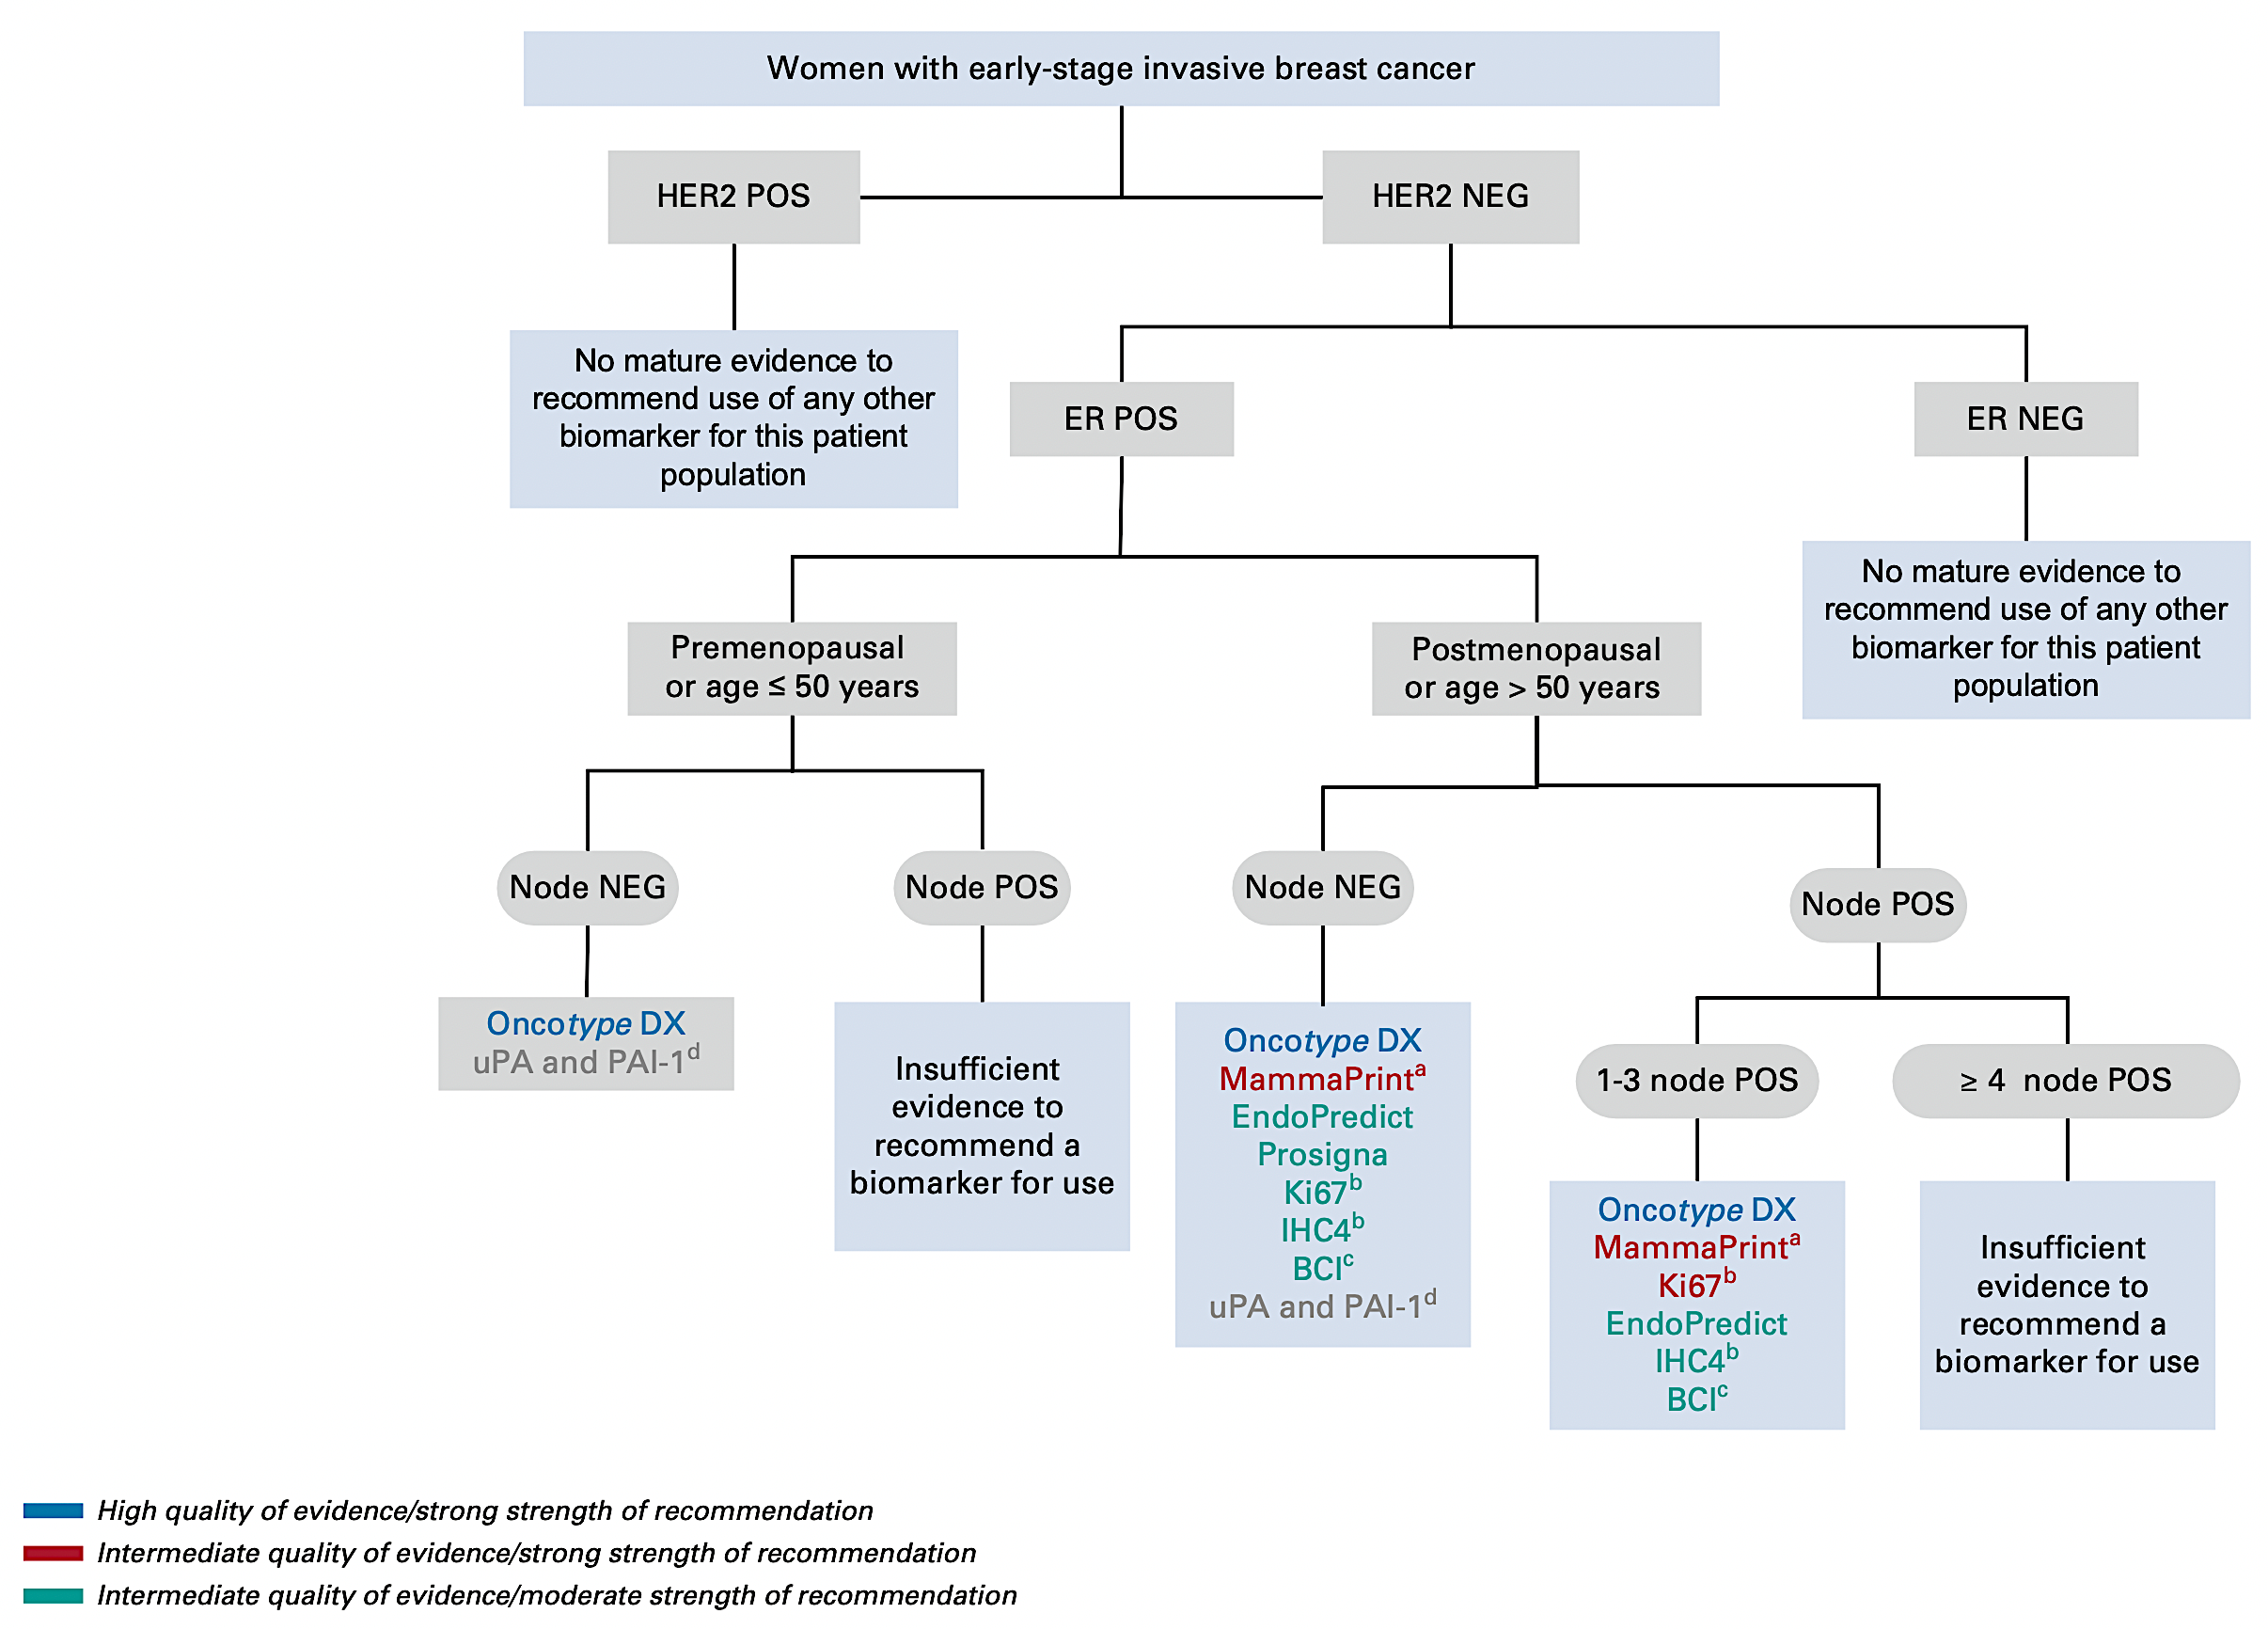 Women with early-stage invasive breast cancer
HER2 POS
HER2 NEG
No mature evidence to
recommend use of any other
biomarker for this patient
population
ER POS
ER NEG
No mature evidence to
recommend use of any other
biomarker for this patient
population
Premenopausal
or age ≤ 50 years
Postmenopausal
or age > 50 years
Node NEG
Node POS
Node NEG
Node POS
Oncotype DX
uPA and PAI-1d
Insufficient
evidence to
recommend a
biomarker for use
Oncotype DX
MammaPrinta
EndoPredict
Prosigna
Ki67b
IHC4b
BCIc
uPA and PAI-1d
1-3 node POS
≥ 4 node POS
Oncotype DX
MammaPrinta
Ki67b
EndoPredict
IHC4b
BCIc
Insufficient
evidence to
recommend a
biomarker for use
High quality of evidence/strong strength of recommendation
Intermediate quality of evidence/strong strength of recommendation
Intermediate quality of evidence/moderate strength of recommendation